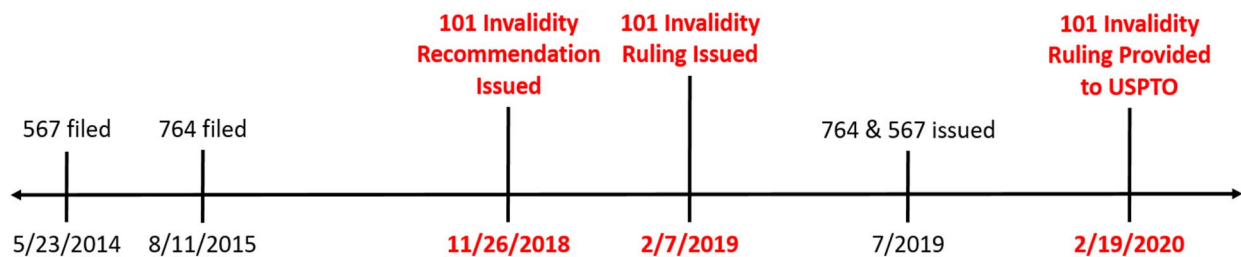 101 Invalidity
Recommendation
Issued
101 Invalidity
Ruling Issued
101 Invalidity
Ruling Provided
to USPTO
567 filed
764 filed
764 & 567 issued
5/23/2014
8/11/2015
11/26/2018
2/7/2019
7/2019
2/19/2020